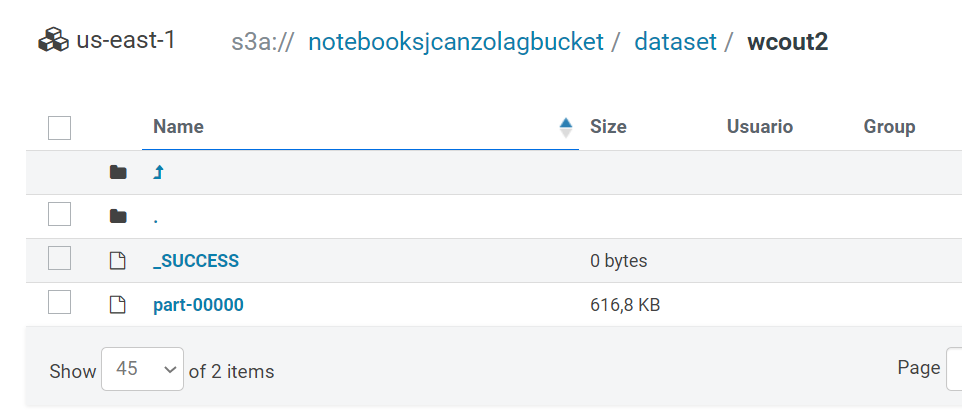 us-east-1 s3a:// notebooksjcanzolagbucket / dataset / wcout2
Name Size Usuario Group
.
_SUCCESS 0 bytes
part-00000 616,8 KB
Show 45 of 2 items Page